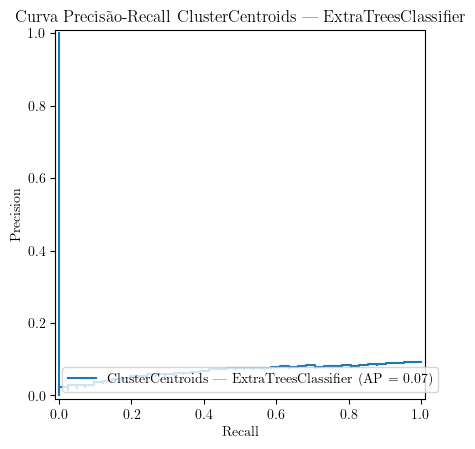 Curva Precisão-Recall ClusterCentroids — ExtraTreesClassifier
1.0
0.8
0.6
0.4
0.2
0.0
Precision
ClusterCentroids — ExtraTreesClassifier (AP = 0.07)
0.0 0.2 0.4 0.6 0.8 1.0
Recall